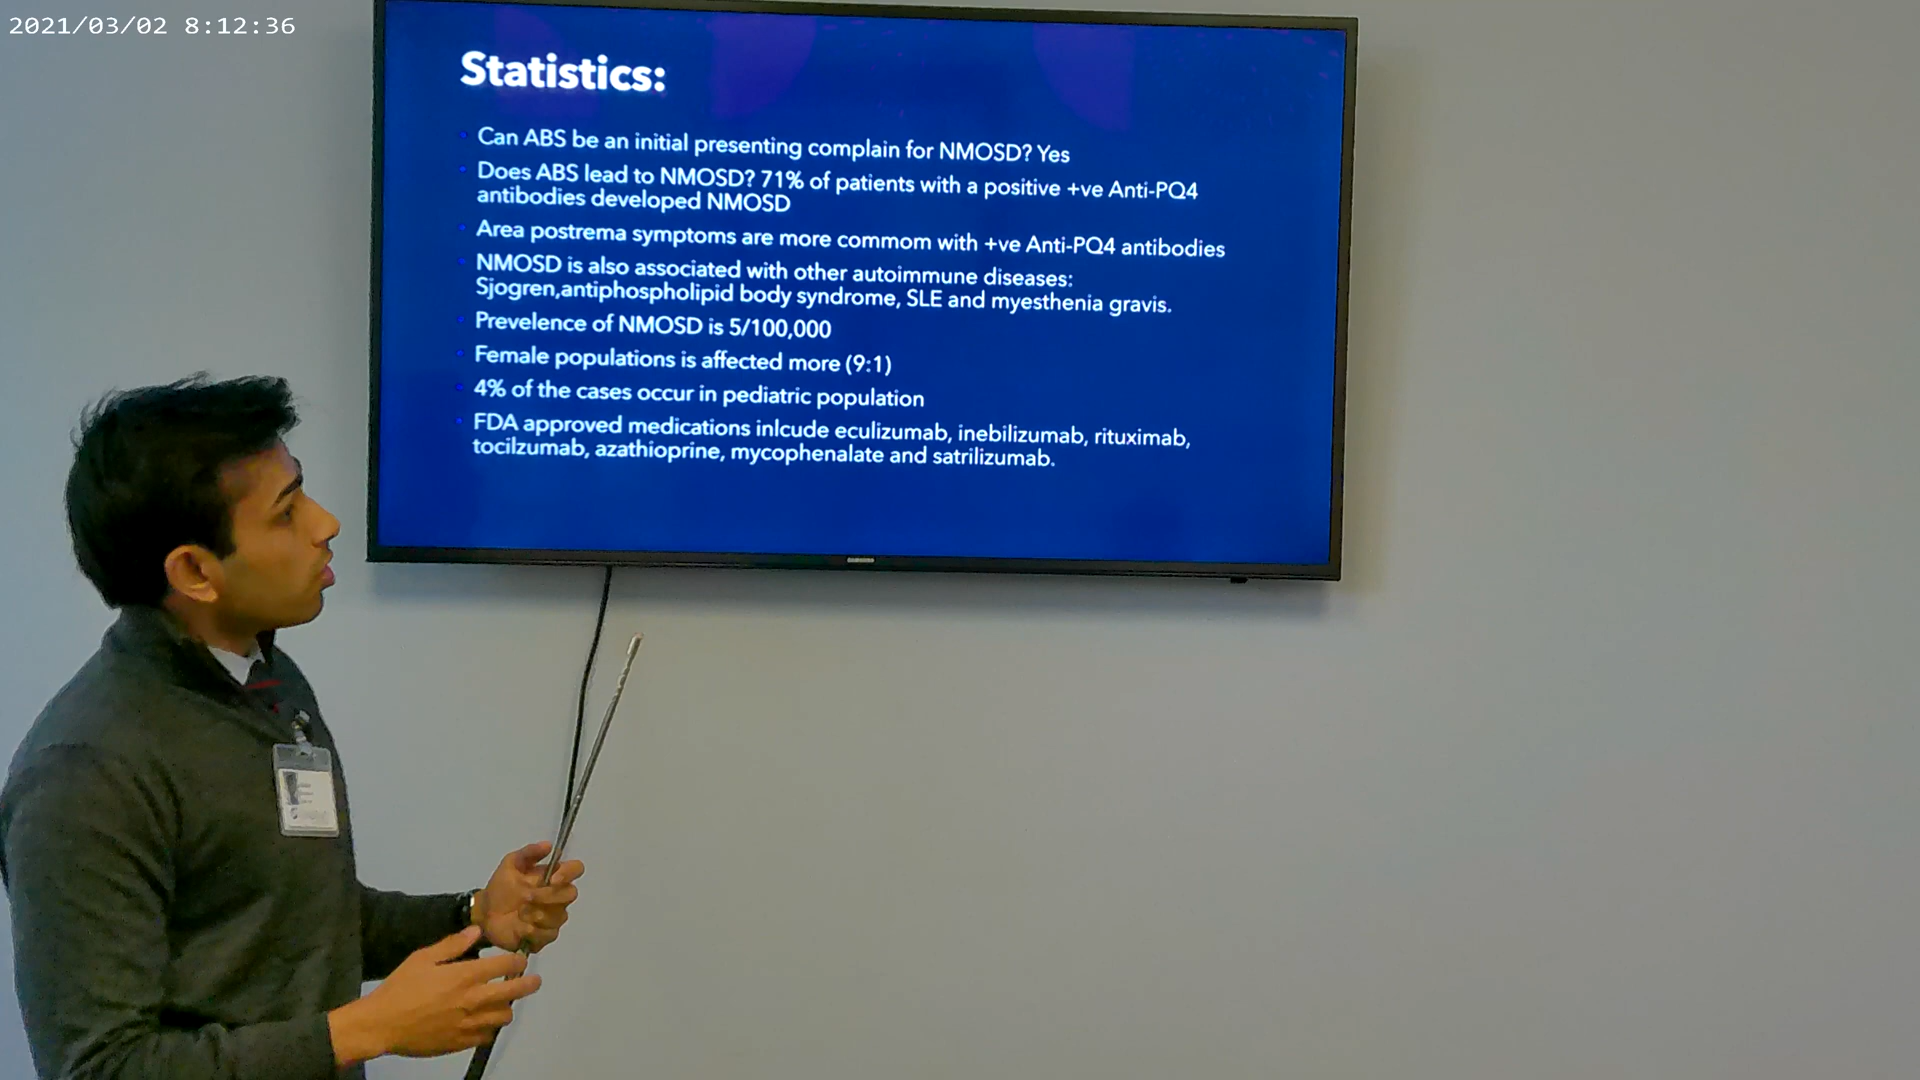 2021/03/02 8:12:36
Statistics:
Can ABS be an initial presenting complain for NMOSD? Yes
Does ABS lead to NMOSD? 71% of patients with a positive +ve Anti-PQ4
antibodies developed NMOSD
Area postrema symptoms are more commom with +ve Anti-PQ4 antibodies
NMOSD is also associated with other autoimmune diseases:
Sjogren,antiphospholipid body syndrome, SLE and myesthenia gravis.
Prevelence of NMOSD is 5/100,000
Female populations is affected more (9:1)
4% of the cases occur in pediatric population
FDA approved medications inlcude eculizumab, inebilizumab, rituximab,
tocilzumab, azathioprine, mycophenalate and satrilizumab.
SAMSUNG